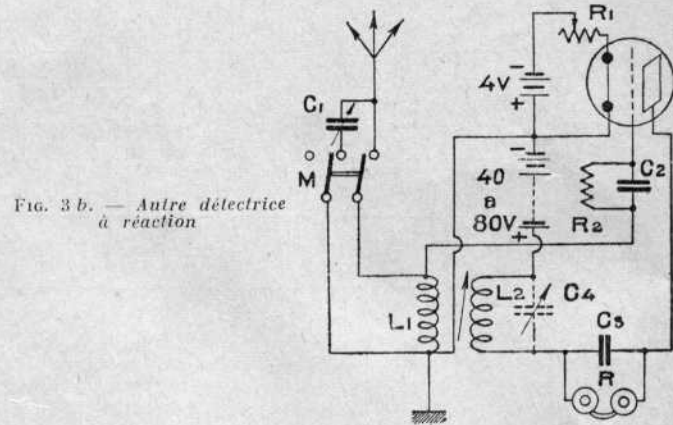 R1
4V
C1
M
40
a
80V
C2
R2
FIG. 3 b. — Autre détectrice
à réaction
L1
L2
C4
C3
R